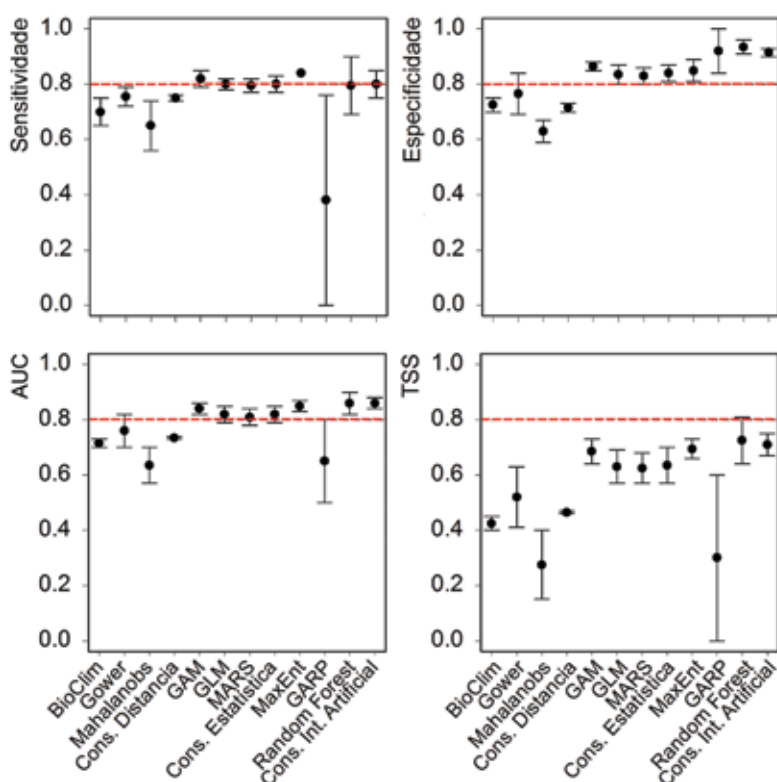 Sensitividade
1.0
0.8
0.6
0.4
0.2
0.0
Especificidade
1.0
0.8
0.6
0.4
0.2
0.0
AUC
1.0
0.8
0.6
0.4
0.2
0.0
TSS
1.0
0.8
0.6
0.4
0.2
0.0
BioClim
Gower
Mahalanobs
Cons. Distancia
GAM
GLM
MARS
Cons. Estatística
MaxEnt
GARP
Random Forest
Cons. Int. Artificial
BioClim
Gower
Mahalanobs
Cons. Distancia
GAM
GLM
MARS
Cons. Estatística
MaxEnt
GARP
Random Forest
Cons. Int. Artificial